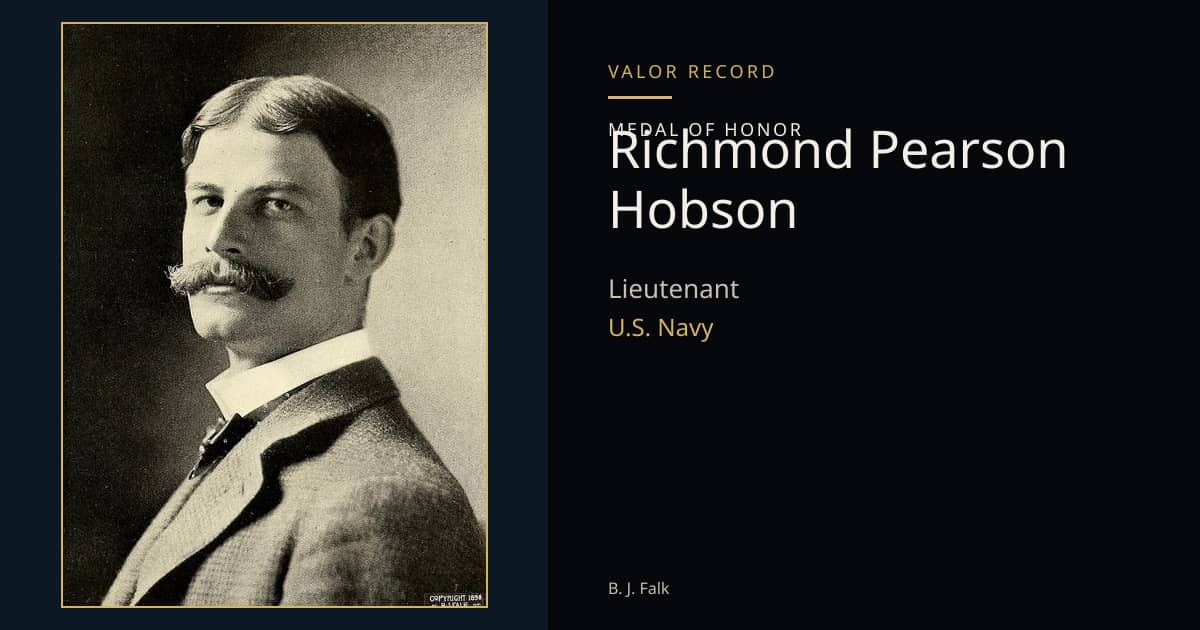 VALOR RECORD
MEDAL OF HONOR
Richmond Pearson
Hobson
Lieutenant
U.S. Navy
B. J. Falk
COPYRIGHT 1898